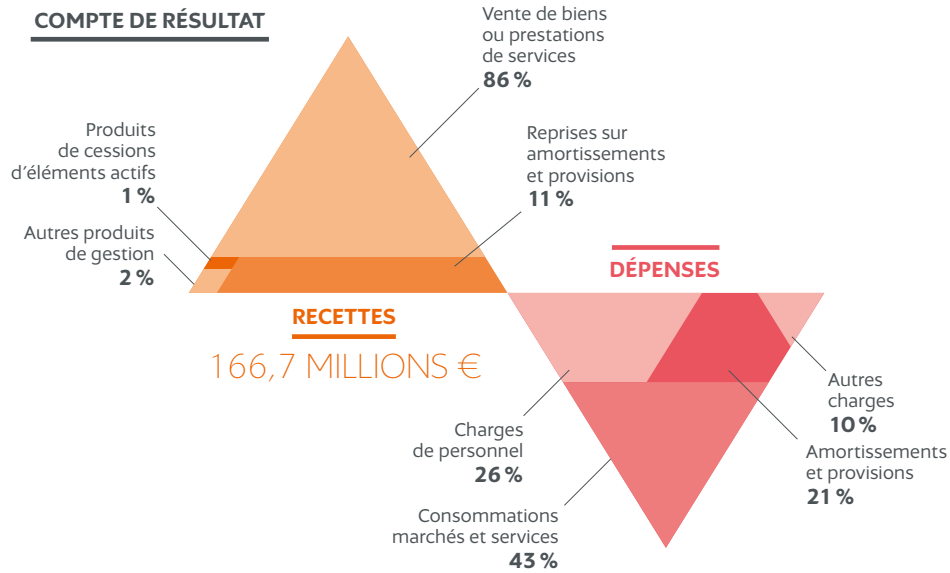 COMPTE DE RÉSULTAT
Vente de biens
ou prestations
de services
86 %
Produits
de cessions
d'éléments actifs
1 %
Reprises sur
amortissements
et provisions
11 %
Autres produits
de gestion
2 %
RECETTES
166,7 MILLIONS €
DÉPENSES
Charges
de personnel
26 %
Autres
charges
10 %
Amortissements
et provisions
21 %
Consommations
marchés et services
43 %